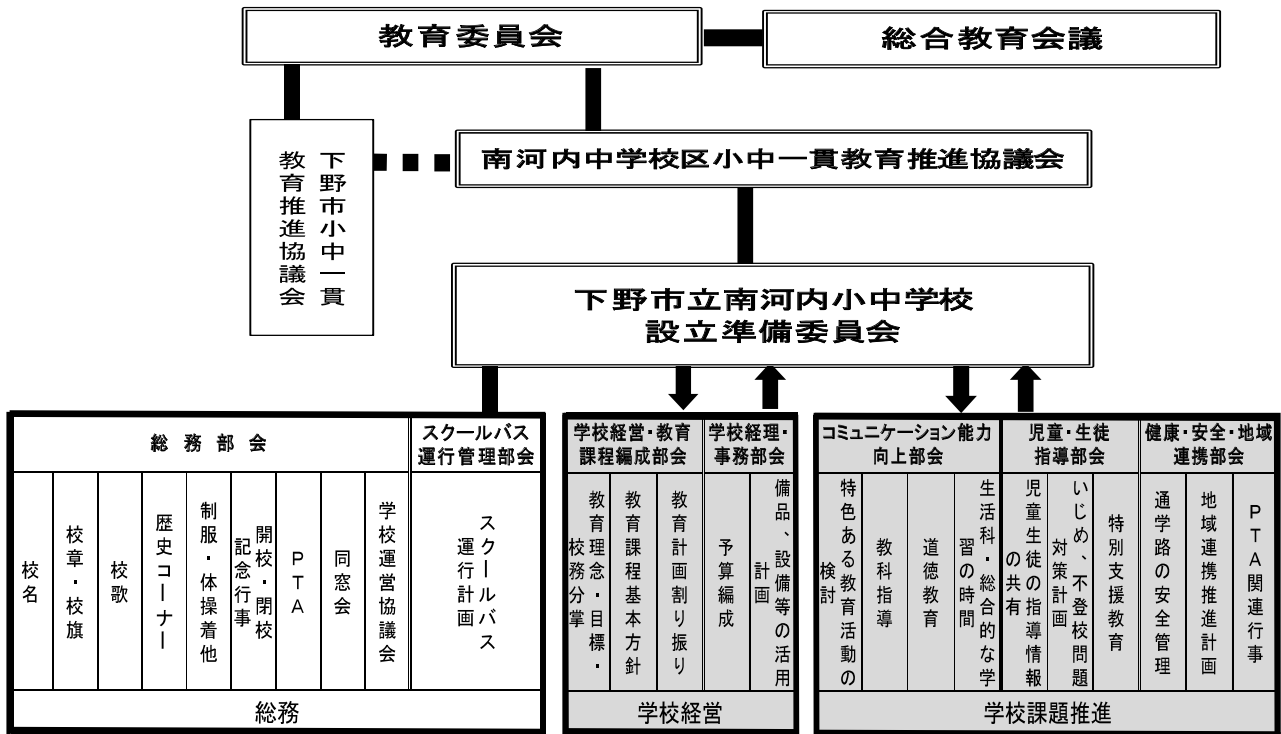 教育委員会
総合教育会議
下野市小中一貫
教育推進協議会
南河内中学校区小中一貫教育推進協議会
下野市立南河内小中学校
設立準備委員会
総務部会
スクールバス
運行管理部会
校名
校章・校旗
校歌
歴史コーナー
制服・体操着他
開校・閉校
記念行事
PTA
同窓会
学校運営協議会
スクールバス
運行計画
総務
学校経営・教育
課程編成部会
学校経理・
事務部会
教育理念・目標・
校務分掌
教育課程基本方針
教育計画割り振り
予算編成
備品、設備等の活用
計画
学校経営
コミュニケーション能力
向上部会
児童・生徒
指導部会
健康・安全・地域
連携部会
特色ある教育活動の
検討
教科指導
道徳教育
生活科・総合的な学
習の時間
児童生徒の指導情報
の共有
いじめ、不登校問題
対策計画
特別支援教育
通学路の安全管理
地域連携推進計画
PTA関連行事
学校課題推進